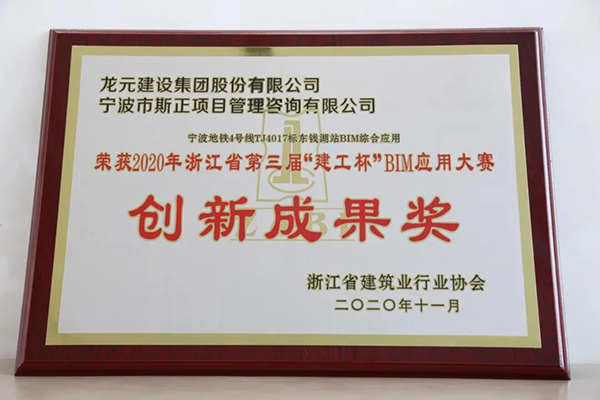 龙元建设集团股份有限公司
宁波市斯正项目管理咨询有限公司
宁波地铁4号线TJ4017标东钱湖站BIM综合应用
荣获2020年浙江省第三届“建工杯”BIM应用大赛
创新成果奖
浙江省建筑业行业协会
二〇二〇年十一月